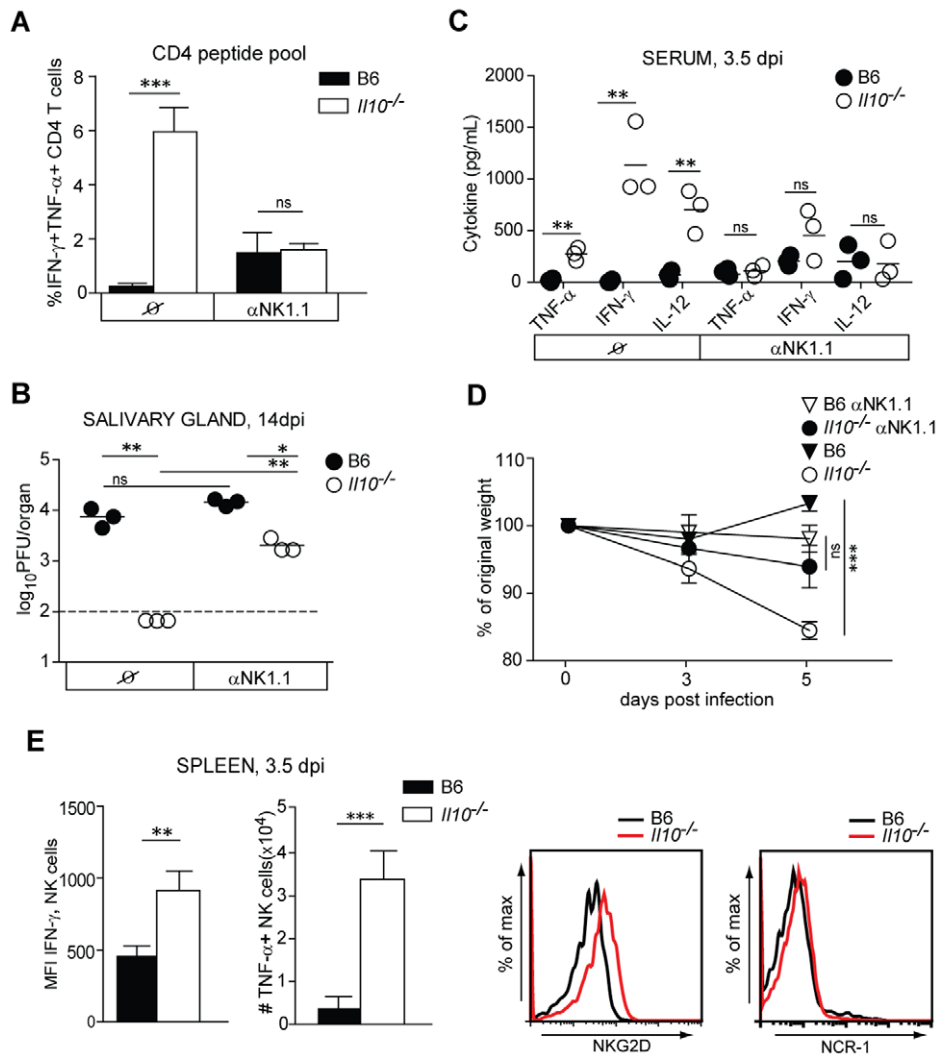 A
CD4 peptide pool
%IFN-γ+TNF-α+ CD4 T cells
8
6
4
2
0
***
ns
B6
Il10-/-
Ø
αNK1.1
B
SALIVARY GLAND, 14dpi
log10PFU/organ
5
4
3
2
1
**
*
**
ns
B6
Il10-/-
Ø
αNK1.1
C
SERUM, 3.5 dpi
Cytokine (pg/mL)
2000
1500
1000
500
0
B6
Il10-/-
**
**
**
ns
ns
ns
TNF-α
IFN-γ
IL-12
TNF-α
IFN-γ
IL-12
Ø
αNK1.1
D
B6 αNK1.1
Il10-/- αNK1.1
B6
Il10-/-
% of original weight
110
100
90
80
ns
***
0
3
5
days post infection
E
SPLEEN, 3.5 dpi
B6
Il10-/-
MFI IFN-γ, NK cells
1500
1000
500
0
**
# TNF-α+ NK cells(x10⁴)
5
4
3
2
1
0
***
B6
Il10-/-
% of max
NKG2D
B6
Il10-/-
% of max
NCR-1